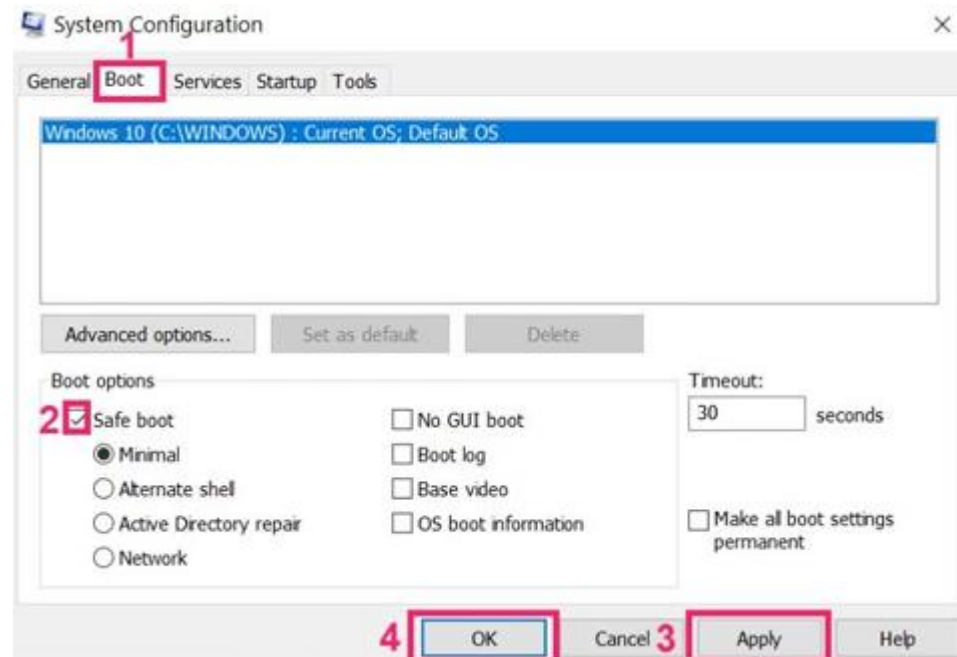 System Configuration
1
General Boot Services Startup Tools
Windows 10 (C:\WINDOWS) : Current OS; Default OS
Advanced options... Set as default Delete
Boot options Timeout:
2 Safe boot No GUI boot 30 seconds
Minimal Boot log
Alternate shell Base video
Active Directory repair OS boot information Make all boot settings
permanent
Network
4 OK Cancel 3 Apply Help